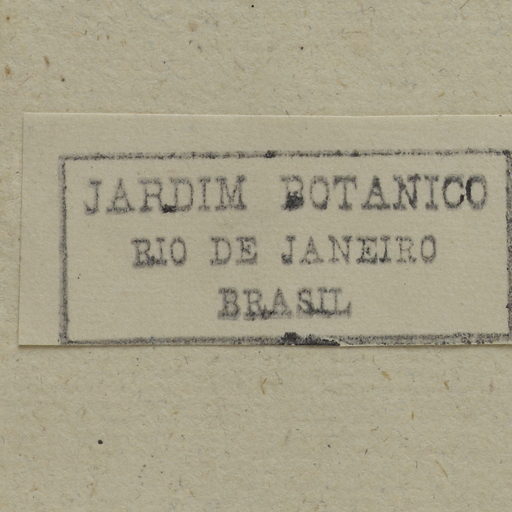 JARDIM BOTANICO
RIO DE JANEIRO
BRASIL